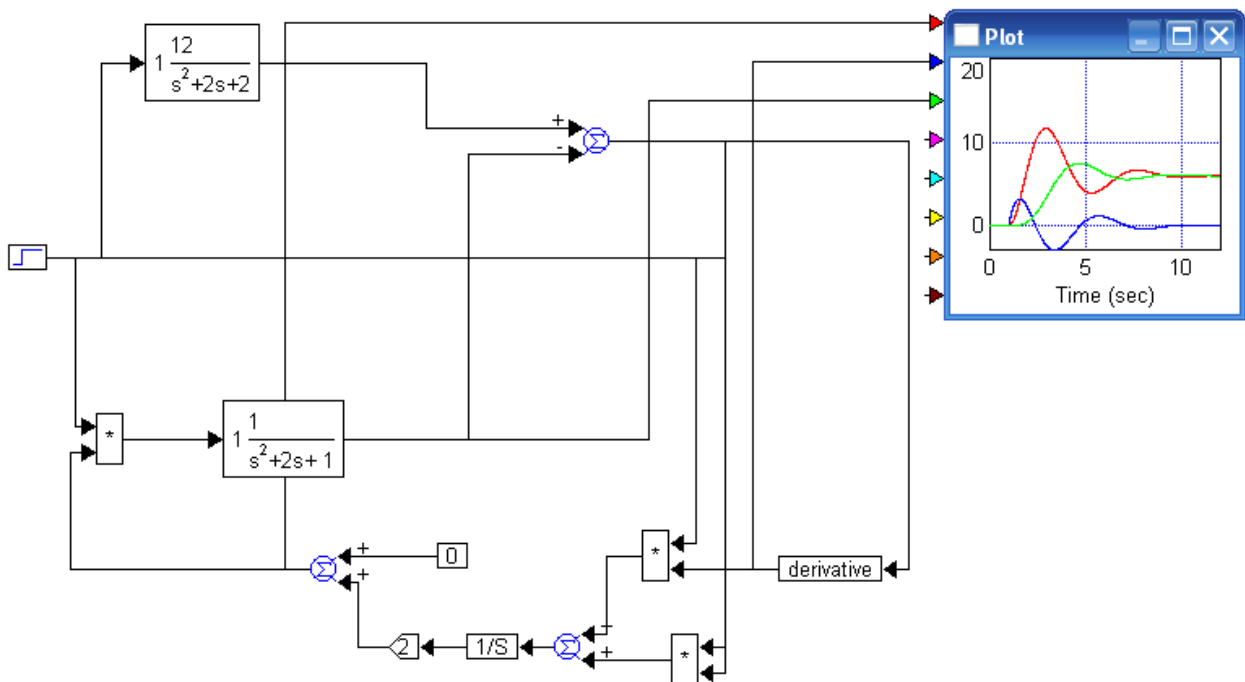 12
1
s²+2s+2
+
-
Σ
Plot
20
10
0
0
5
10
Time (sec)
*
1
1
s²+2s+1
*
derivative
0
+
+
Σ
2
1/S
Σ
+
+
*